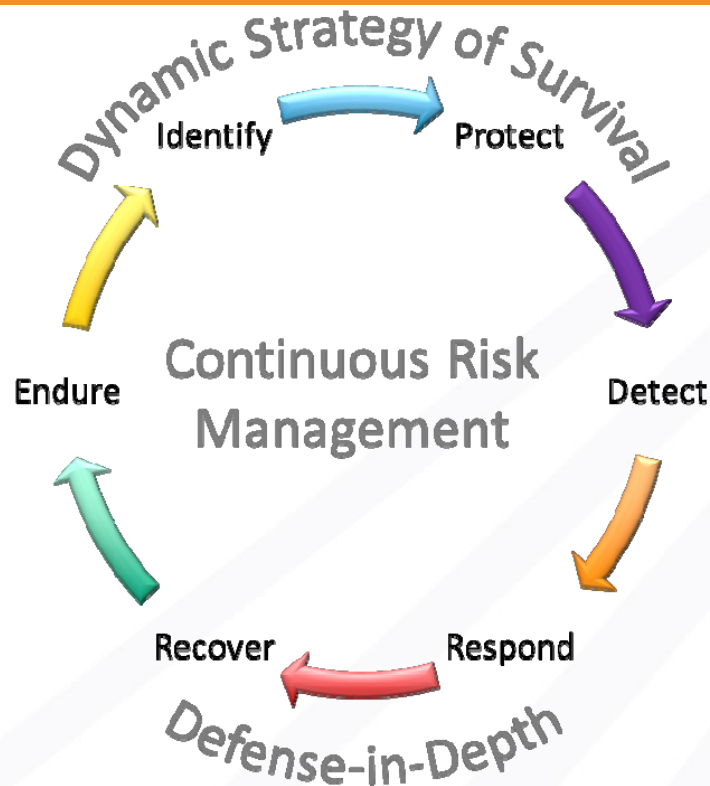 Dynamic Strategy of Survival
Identify
Protect
Detect
Respond
Recover
Endure
Continuous Risk
Management
Defense-in-Depth